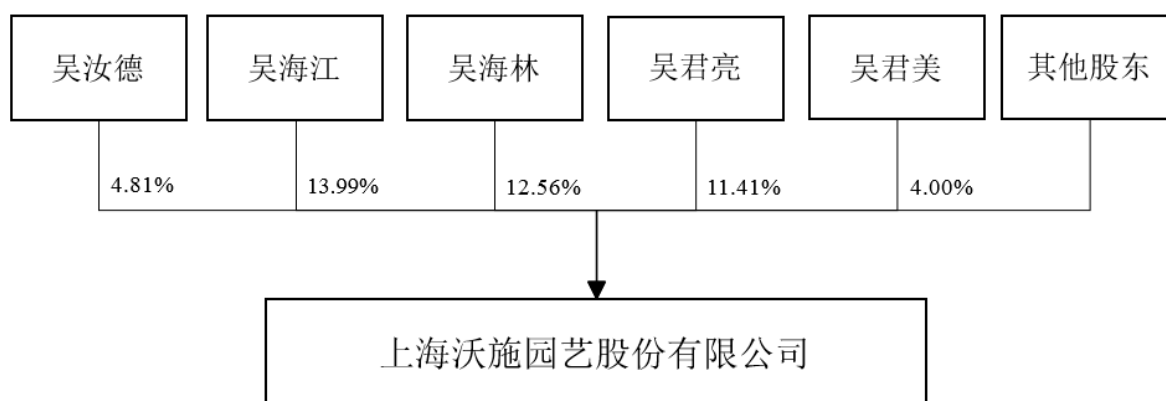 吴汝德 吴海江 吴海林 吴君亮 吴君美 其他股东
4.81% 13.99% 12.56% 11.41% 4.00%
上海沃施园艺股份有限公司